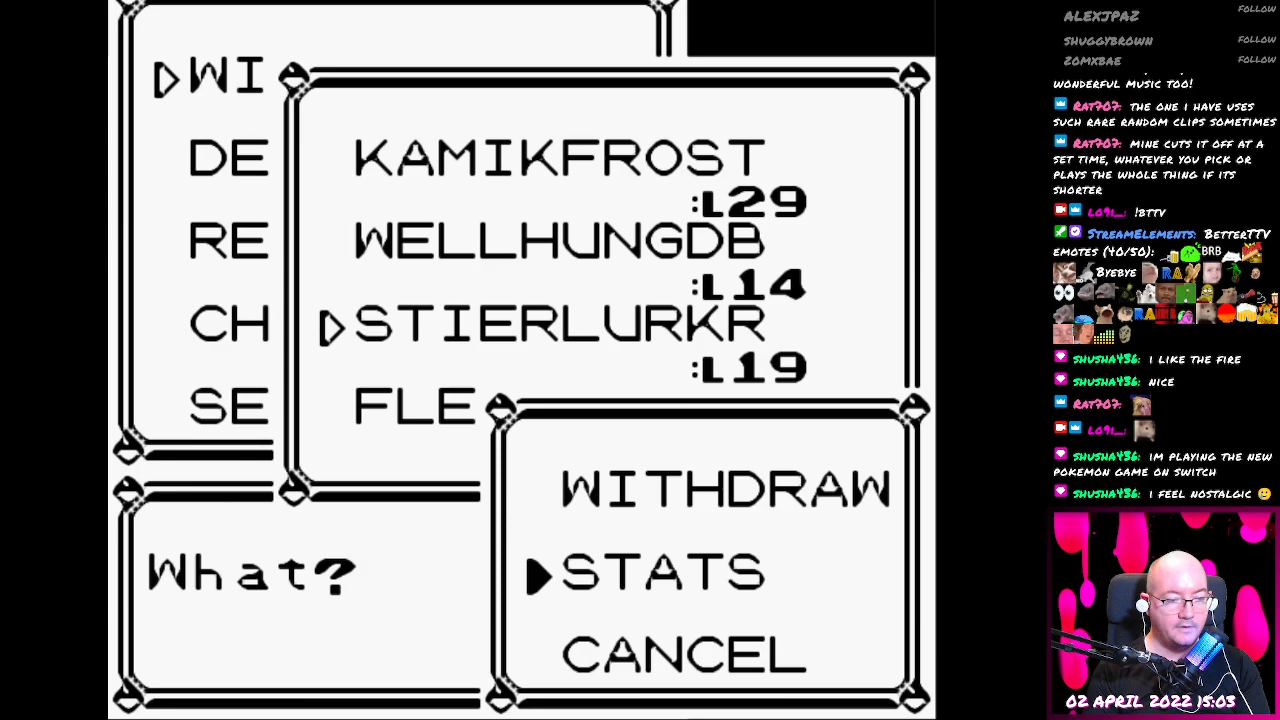 WI
DE
RE
CH
SE
KAMIKFROST
:L29
WELLHUNGDB
:L14
STIERLURKR
:L19
FLE
WITHDRAW
STATS
CANCEL
What?
ALEXJPAZ FOLLOW
SHUGGYBROWN FOLLOW
ZOMXBAE FOLLOW
WONDERFUL MUSIC TOO!
RAT707: THE ONE I HAVE USES
SUCH RARE RANDOM CLIPS SOMETIMES
RAT707: MINE CUTS IT OFF AT A
SET TIME, WHATEVER YOU PICK OR
PLAYS THE WHOLE THING IF ITS
SHORTER
LO91_: !BTTV
STREAMELEMENTS: BETTERTTV
EMOTES (40/50): BRB
BYEBYE
SHUSHA436: I LIKE THE FIRE
SHUSHA436: NICE
RAT707:
LO91_:
SHUSHA436: IM PLAYING THE NEW
POKEMON GAME ON SWITCH
SHUSHA436: I FEEL NOSTALGIC
02 APRIL 2022 15:03